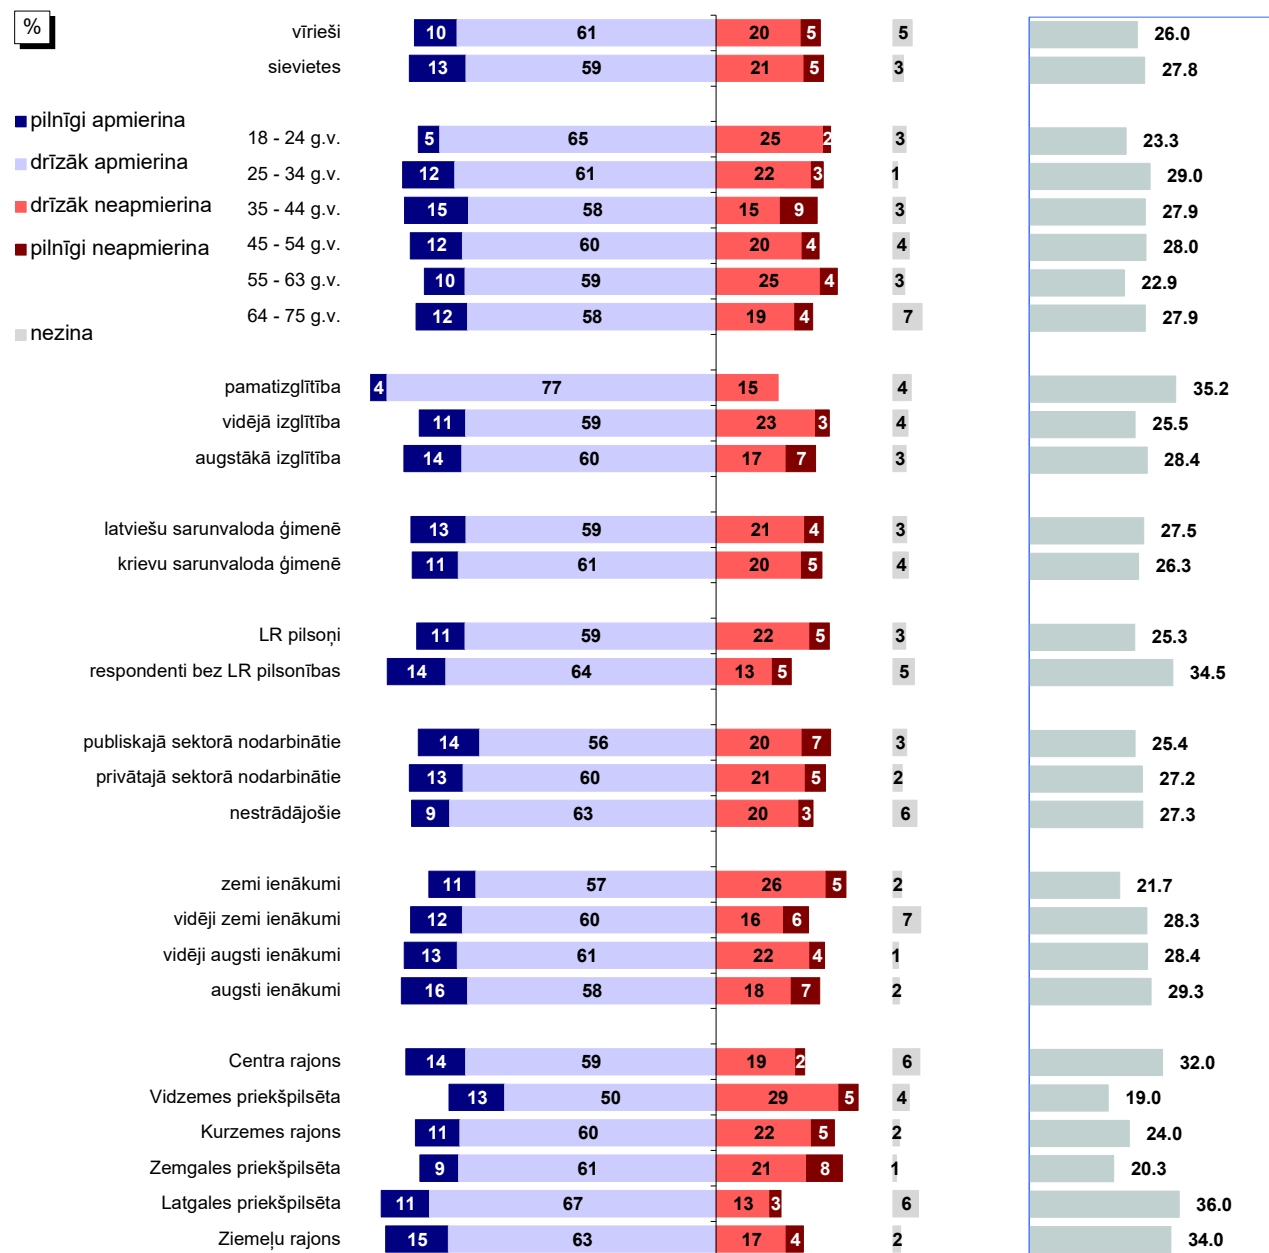 %
vīrieši 10 61 20 5 5 26.0
sievietes 13 59 21 5 3 27.8
pilnīgi apmierina
18 - 24 g.v. 5 65 25 2 3 23.3
drīzāk apmierina
25 - 34 g.v. 12 61 22 3 1 29.0
drīzāk neapmierina
35 - 44 g.v. 15 58 15 9 3 27.9
pilnīgi neapmierina
45 - 54 g.v. 12 60 20 4 4 28.0
55 - 63 g.v. 10 59 25 4 3 22.9
64 - 75 g.v. 12 58 19 4 7 27.9
nezina
pamatizglītība 4 77 15 4 35.2
vidējā izglītība 11 59 23 3 4 25.5
augstākā izglītība 14 60 17 7 3 28.4
latviešu sarunvaloda ģimenē 13 59 21 4 3 27.5
krievu sarunvaloda ģimenē 11 61 20 5 4 26.3
LR pilsoņi 11 59 22 5 3 25.3
respondenti bez LR pilsonības 14 64 13 5 5 34.5
publiskajā sektorā nodarbinātie 14 56 20 7 3 25.4
privātajā sektorā nodarbinātie 13 60 21 5 2 27.2
nestrādājošie 9 63 20 3 6 27.3
zemi ienākumi 11 57 26 5 2 21.7
vidēji zemi ienākumi 12 60 16 6 7 28.3
vidēji augsti ienākumi 13 61 22 4 1 28.4
augsti ienākumi 16 58 18 7 2 29.3
Centra rajons 14 59 19 2 6 32.0
Vidzemes priekšpilsēta 13 50 29 5 4 19.0
Kurzemes rajons 11 60 22 5 2 24.0
Zemgales priekšpilsēta 9 61 21 8 1 20.3
Latgales priekšpilsēta 11 67 13 3 6 36.0
Ziemeļu rajons 15 63 17 4 2 34.0